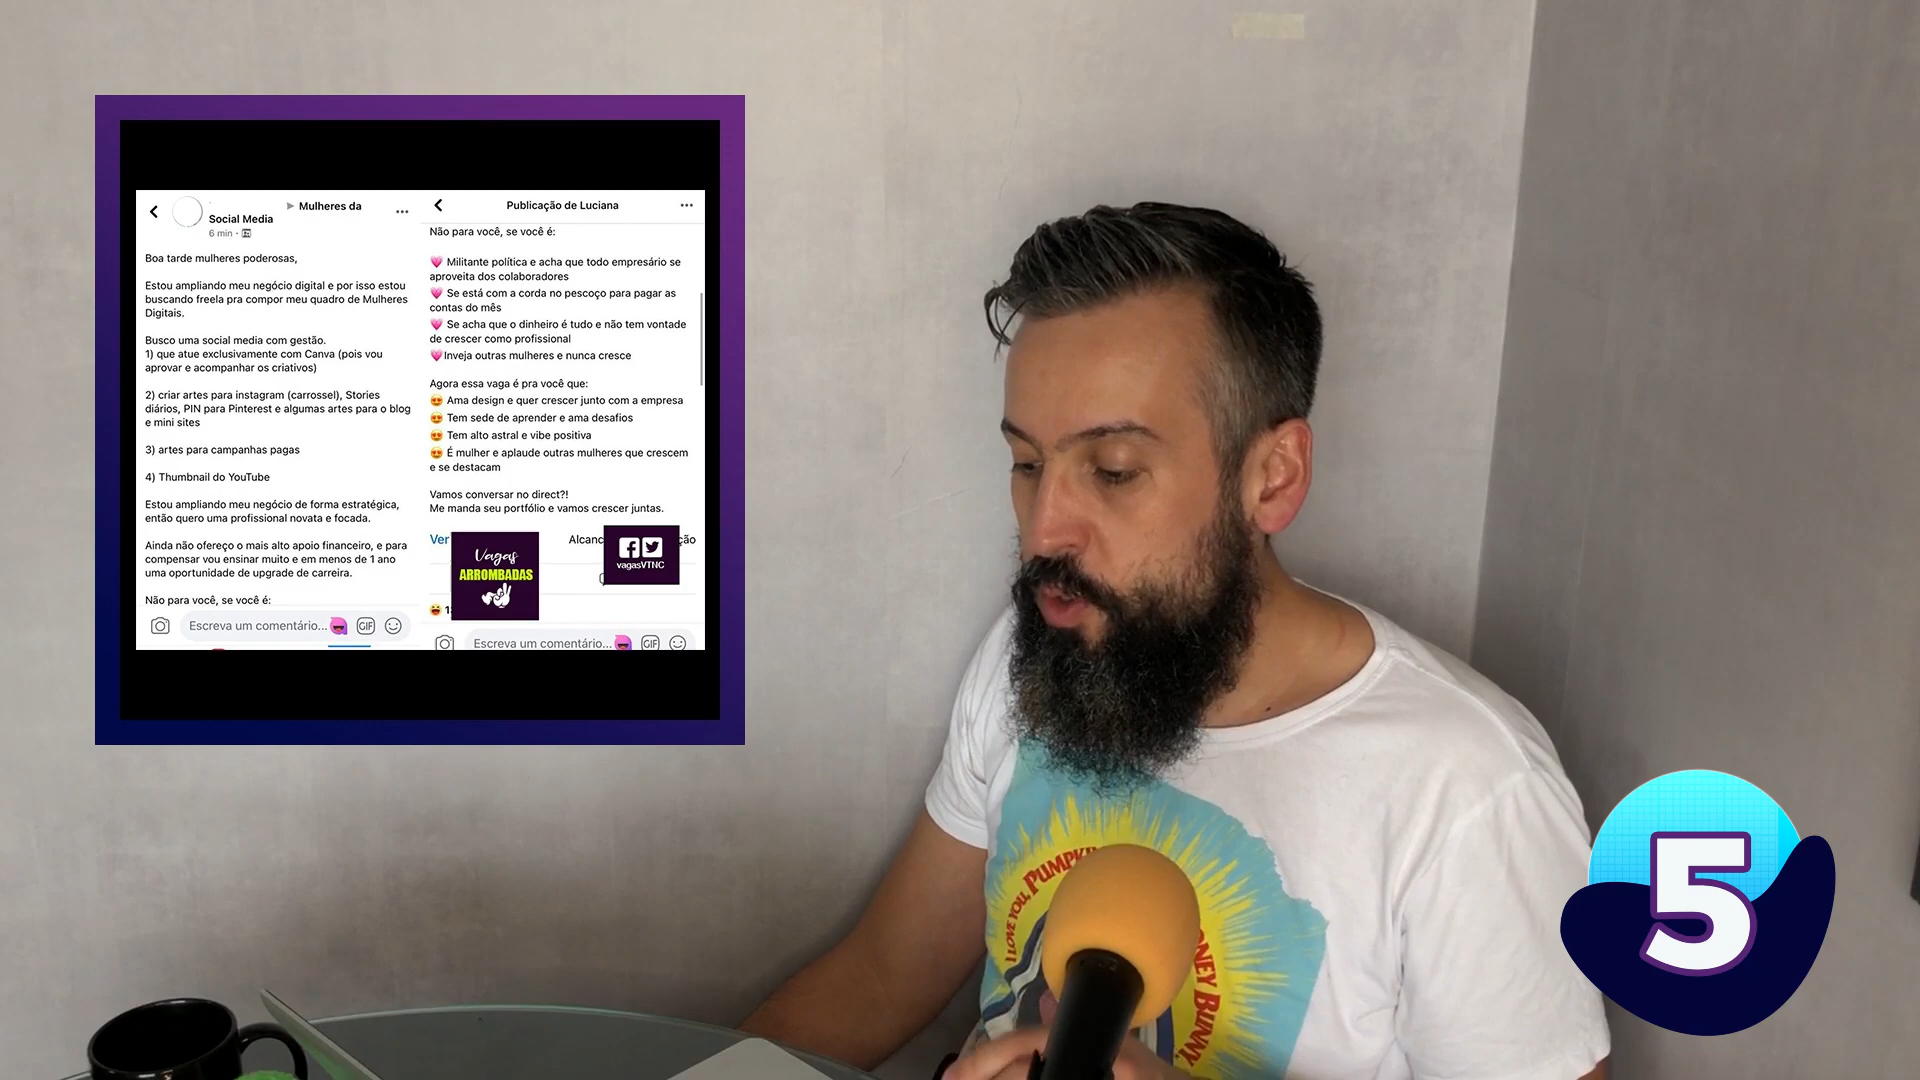 Mulheres da
Social Media
6 min
Boa tarde mulheres poderosas,
Estou ampliando meu negócio digital e por isso estou
buscando freela pra compor meu quadro de Mulheres
Digitais.
Busco uma social media com gestão.
1) que atue exclusivamente com Canva (pois vou
aprovar e acompanhar os criativos)
2) criar artes para instagram (carrossel), Stories
diários, PIN para Pinterest e algumas artes para o blog
e mini sites
3) artes para campanhas pagas
4) Thumbnail do YouTube
Estou ampliando meu negócio de forma estratégica,
então quero uma profissional novata e focada.
Ainda não ofereço o mais alto apoio financeiro, e para
compensar vou ensinar muito e em menos de 1 ano
uma oportunidade de upgrade de carreira.
Não para você, se você é:
Escreva um comentário...
GIF
Publicação de Luciana
Não para você, se você é:
Militante política e acha que todo empresário se
aproveita dos colaboradores
Se está com a corda no pescoço para pagar as
contas do mês
Se acha que o dinheiro é tudo e não tem vontade
de crescer como profissional
Inveja outras mulheres e nunca cresce
Agora essa vaga é pra você que:
Ama design e quer crescer junto com a empresa
Tem sede de aprender e ama desafios
Tem alto astral e vibe positiva
É mulher e aplaude outras mulheres que crescem
e se destacam
Vamos conversar no direct?!
Me manda seu portfólio e vamos crescer juntas.
Ver
Alcanc
ção
Vagas
ARROMBADAS
vagasVTNC
Escreva um comentário...
GIF
I LOVE YOU, PUMPK
ONEY BUNNY.
5